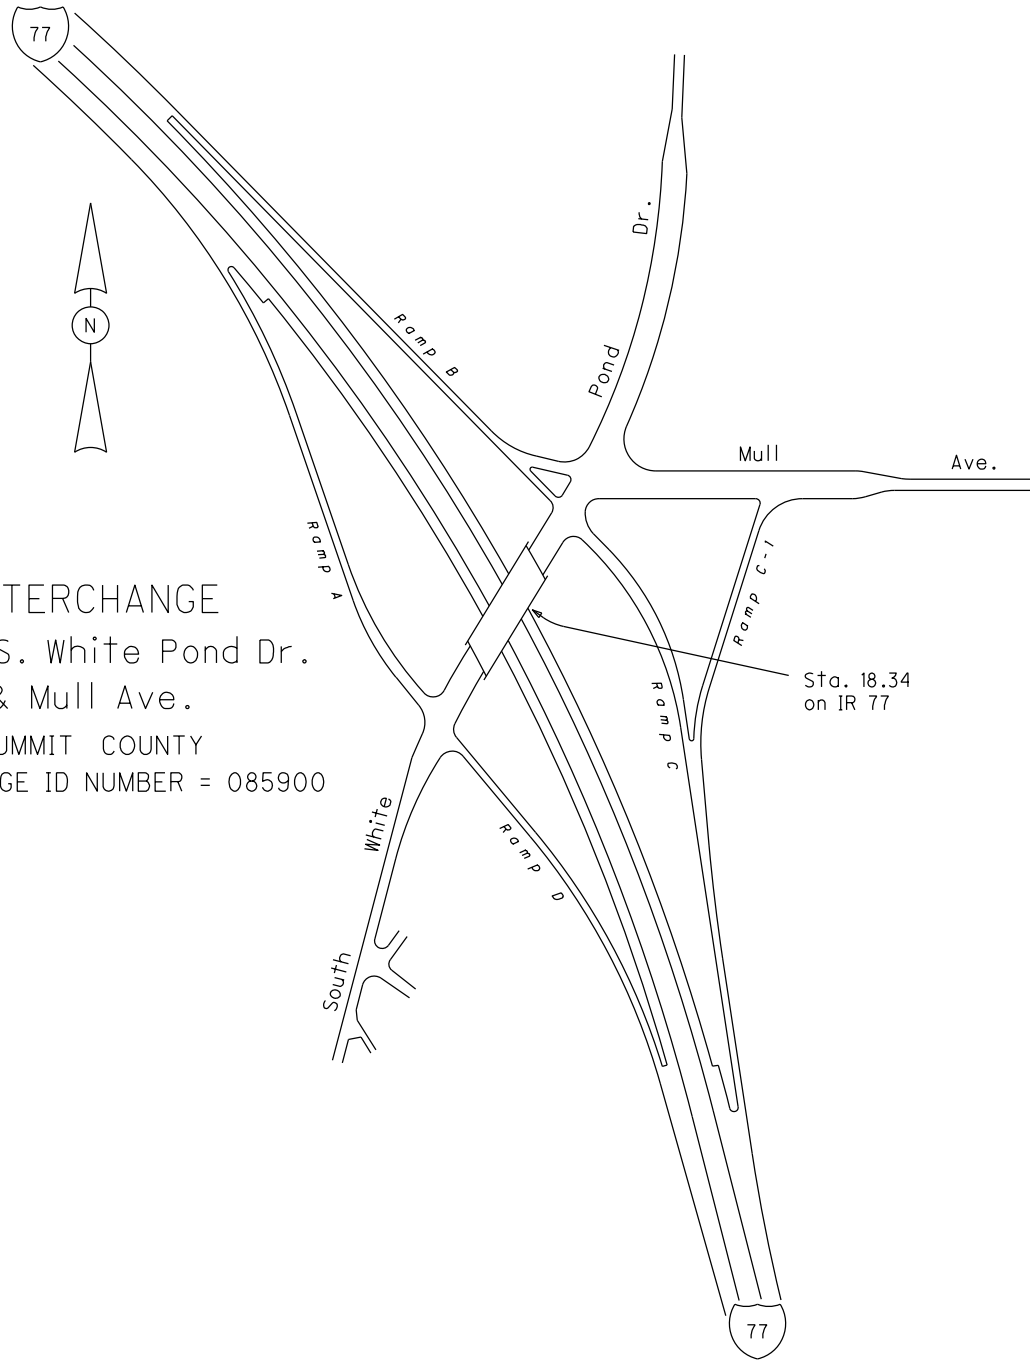 77
Dr.
N
Ramp B
Pond
Mull Ave.
Ramp A
Ramp C-1
TERCHANGE
S. White Pond Dr.
& Mull Ave.
UMMIT COUNTY
GE ID NUMBER = 085900
Sta. 18.34
on IR 77
Ramp C
White
Ramp D
South
77